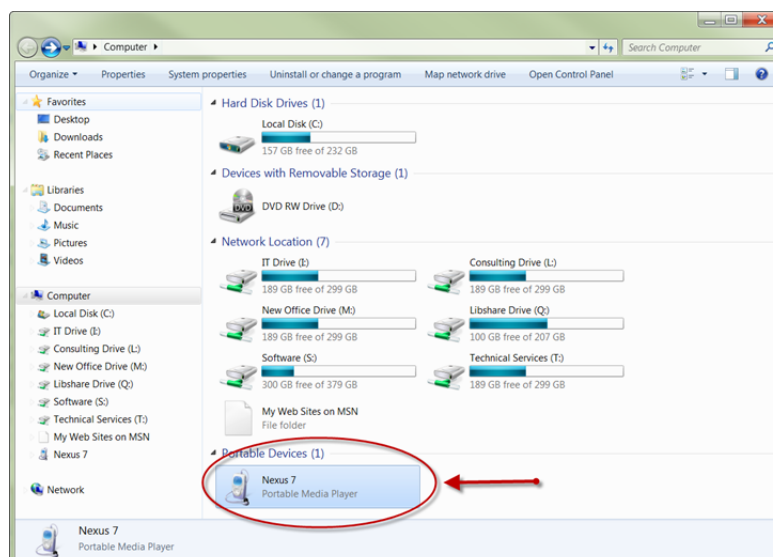 Computer
Search Computer
Organize
Properties
System properties
Uninstall or change a program
Map network drive
Open Control Panel
Favorites
Desktop
Downloads
Recent Places
Libraries
Documents
Music
Pictures
Videos
Computer
Local Disk (C:)
IT Drive (I:)
Consulting Drive (L:)
New Office Drive (M:)
Libshare Drive (Q:)
Software (S:)
Technical Services (T:)
My Web Sites on MSN
Nexus 7
Network
Hard Disk Drives (1)
Local Disk (C:)
157 GB free of 232 GB
Devices with Removable Storage (1)
DVD
DVD RW Drive (D:)
Network Location (7)
IT Drive (I:)
189 GB free of 299 GB
Consulting Drive (L:)
189 GB free of 299 GB
New Office Drive (M:)
189 GB free of 299 GB
Libshare Drive (Q:)
100 GB free of 207 GB
Software (S:)
300 GB free of 379 GB
Technical Services (T:)
189 GB free of 299 GB
My Web Sites on MSN
File folder
Portable Devices (1)
Nexus 7
Portable Media Player
Nexus 7
Portable Media Player